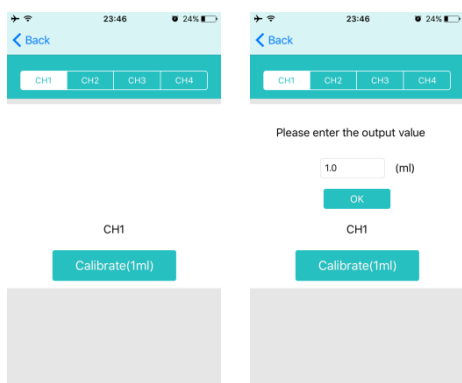 23:46
24%
Back
CH1 CH2 CH3 CH4
CH1
Calibrate(1ml)
23:46
24%
Back
CH1 CH2 CH3 CH4
Please enter the output value
1.0 (ml)
OK
CH1
Calibrate(1ml)